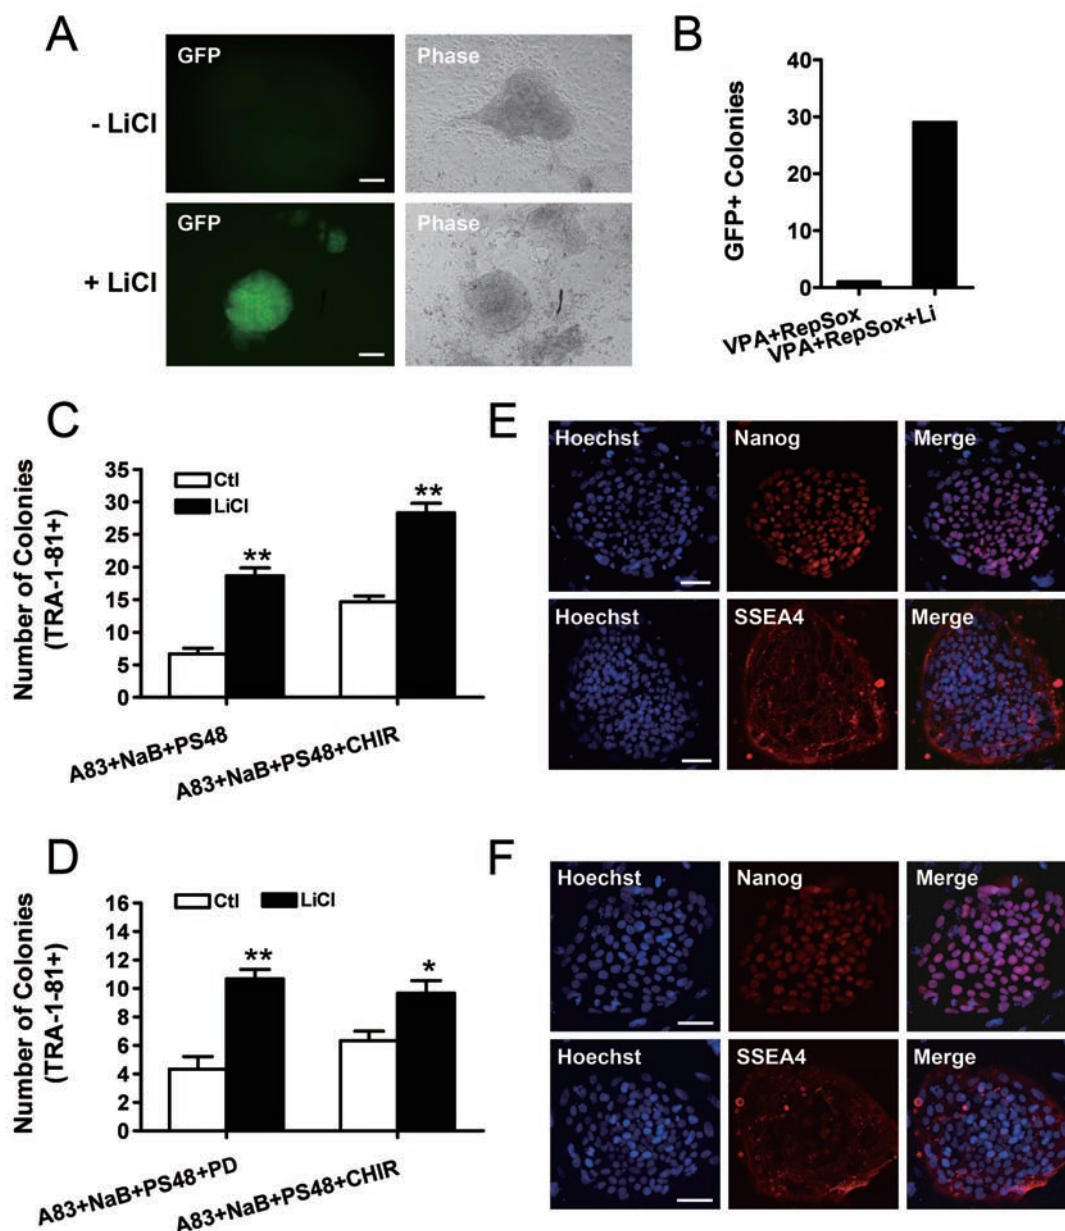 A
GFP
Phase
- LiCl
GFP
Phase
+ LiCl
B
GFP+ Colonies
40
30
20
10
0
VPA+RepSox
VPA+RepSox+Li
C
Number of Colonies
(TRA-1-81+)
35
30
25
20
15
10
5
0
Ctl
LiCl
**
**
A83+NaB+PS48
A83+NaB+PS48+CHIR
E
Hoechst
Nanog
Merge
Hoechst
SSEA4
Merge
D
Number of Colonies
(TRA-1-81+)
16
14
12
10
8
6
4
2
0
Ctl
LiCl
**
*
A83+NaB+PS48+PD
A83+NaB+PS48+CHIR
F
Hoechst
Nanog
Merge
Hoechst
SSEA4
Merge